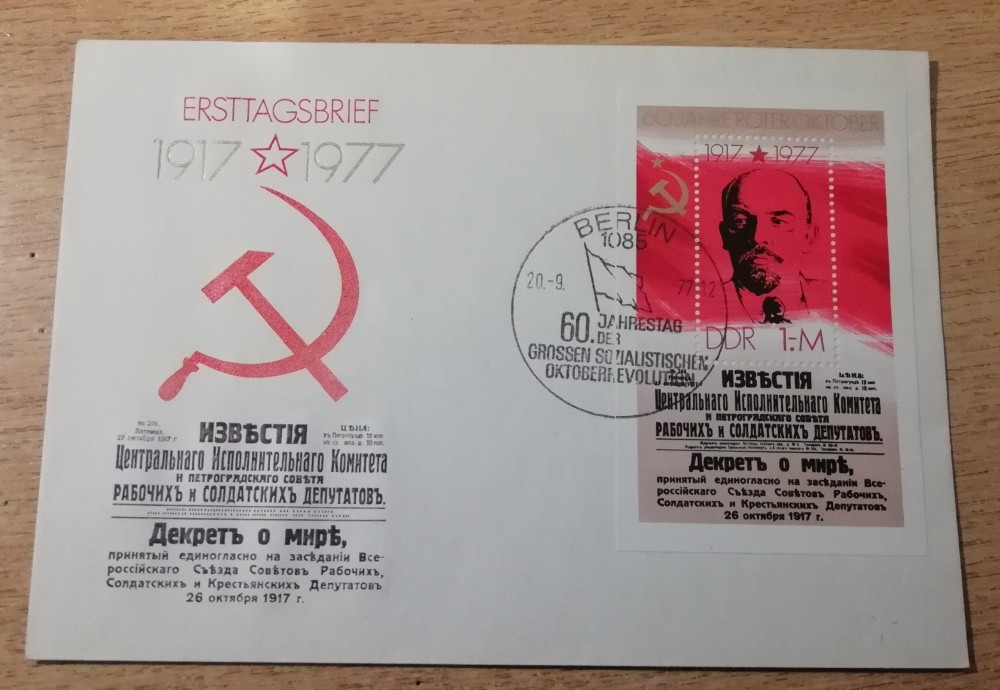 ERSTTAGSBRIEF
1917 1977
Пятница,
27 октября 1917 г.
ИЗВѢСТІЯ
ЦѢНА:
Центральнаго Исполнительнаго Комитета
И ПЕТРОГРАДСКАГО СОВѢТА
РАБОЧИХЪ и СОЛДАТСКИХЪ ДЕПУТАТОВЪ.
Декретъ о мирѣ,
принятый единогласно на засѣданіи Все-
россійскаго Съѣзда Совѣтовъ Рабочихъ,
Солдатскихъ и Крестьянскихъ Депутатовъ
26 октября 1917 г.
BERLIN
1085
20.-9. 77-12
60. JAHRESTAG
DER
GROSSEN SOZIALISTISCHEN
OKTOBERREVOLUTION
60 JAHRE ROTER OKTOBER
1917 1977
DDR 1.-M
ИЗВѢСТІЯ
ЦѢНА:
Центральнаго Исполнительнаго Комитета
И ПЕТРОГРАДСКАГО СОВѢТА
РАБОЧИХЪ и СОЛДАТСКИХЪ ДЕПУТАТОВЪ.
Декретъ о мирѣ,
принятый единогласно на засѣданіи Все-
россійскаго Съѣзда Совѣтовъ Рабочихъ,
Солдатскихъ и Крестьянскихъ Депутатовъ
26 октября 1917 г.